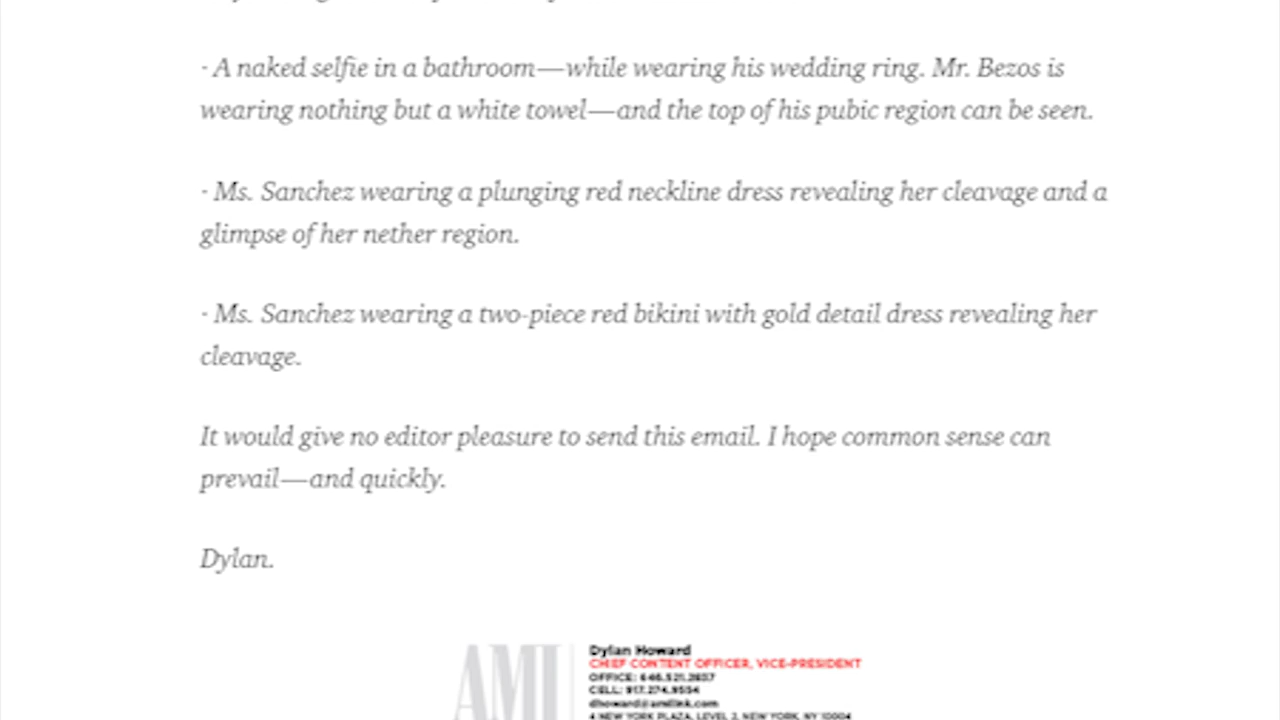 · A naked selfie in a bathroom—while wearing his wedding ring. Mr. Bezos is
wearing nothing but a white towel—and the top of his pubic region can be seen.
· Ms. Sanchez wearing a plunging red neckline dress revealing her cleavage and a
glimpse of her nether region.
· Ms. Sanchez wearing a two-piece red bikini with gold detail dress revealing her
cleavage.
It would give no editor pleasure to send this email. I hope common sense can
prevail—and quickly.
Dylan.
AMI
Dylan Howard
CHIEF CONTENT OFFICER, VICE-PRESIDENT
OFFICE:
CELL:
dhoward@amilink.com
4 NEW YORK PLAZA, LEVEL 2, NEW YORK, NY 10004